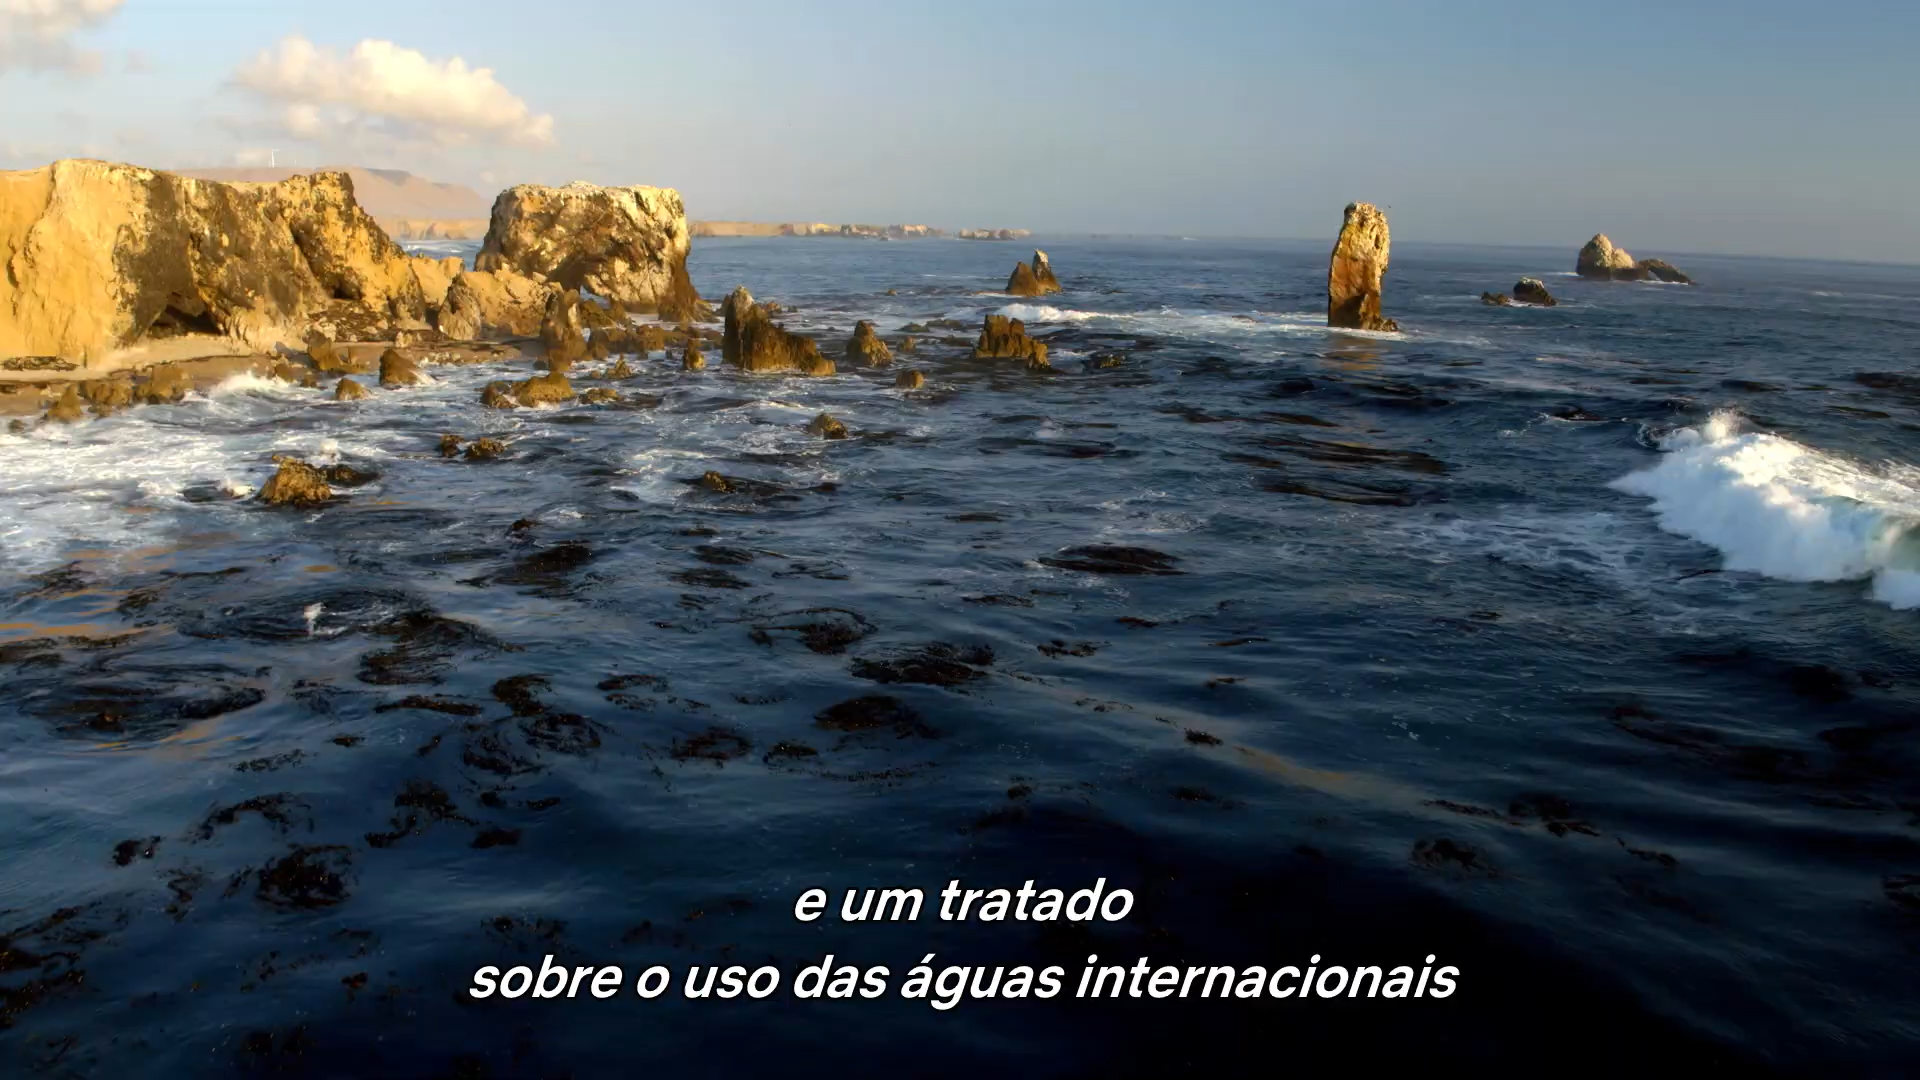 e um tratado
sobre o uso das águas internacionais